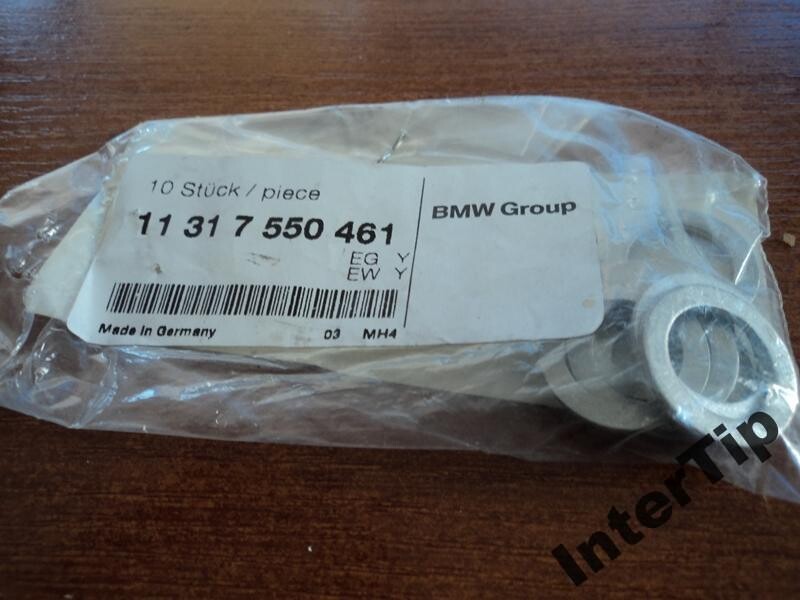 10 Stück / piece
11 31 7 550 461
EG Y
EW Y
BMW Group
Made in Germany 03 MH4
InterTip